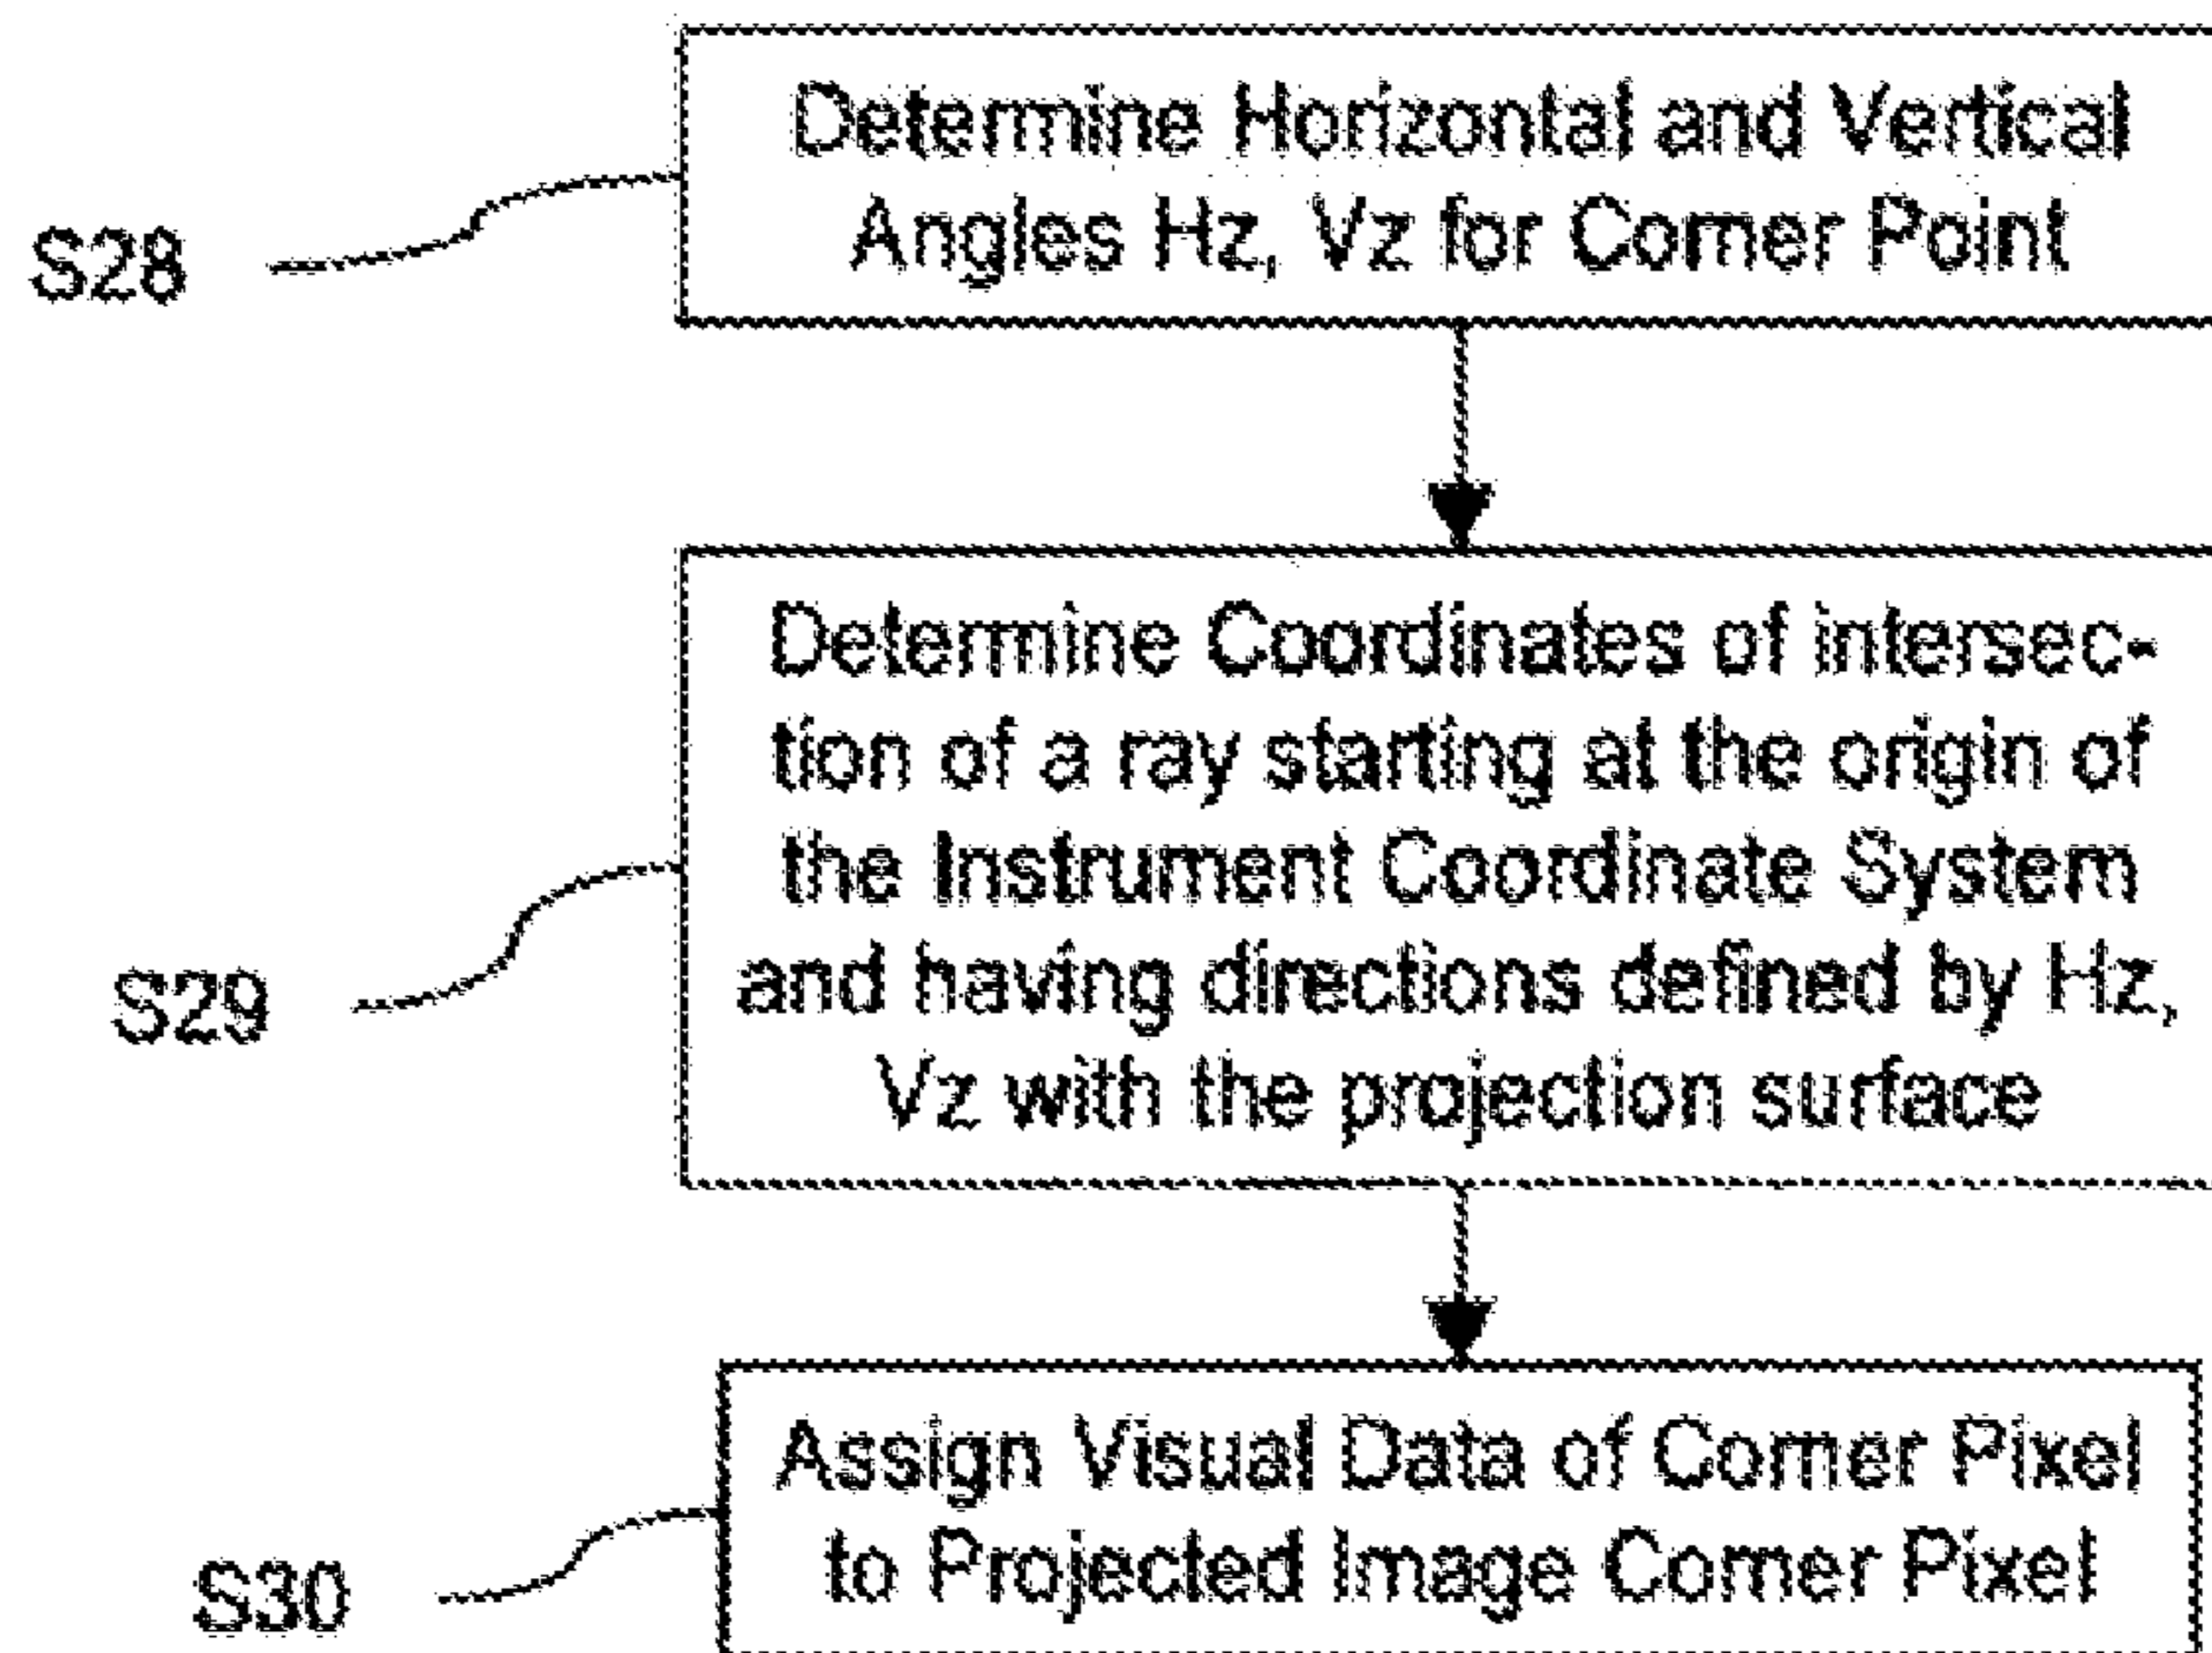 Determine Horizontal and Vertical
Angles Hz, Vz for Corner Point
S28
Determine Coordinates of intersec-
tion of a ray starting at the origin of
the Instrument Coordinate System
and having directions defined by Hz,
Vz with the projection surface
S29
Assign Visual Data of Corner Pixel
to Projected Image Corner Pixel
S30